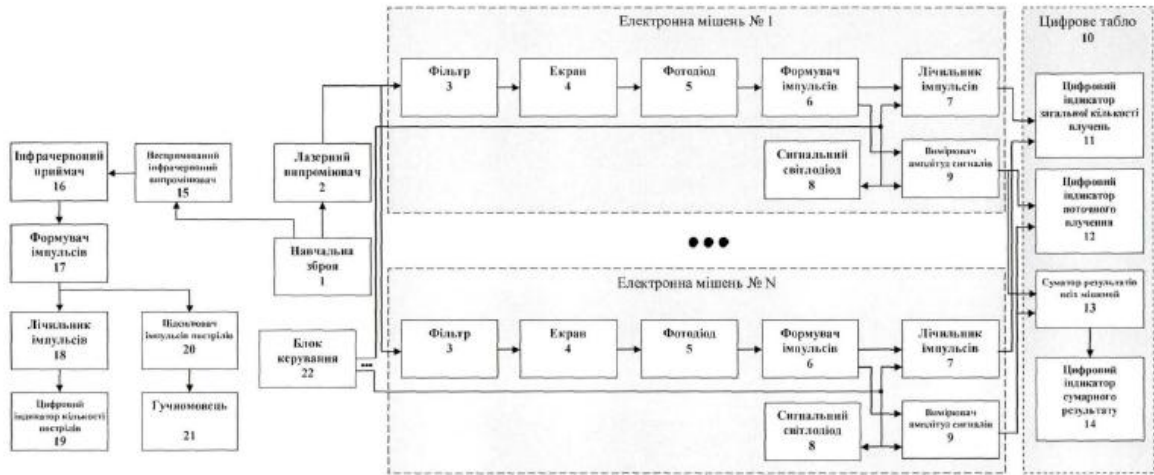 Електронна мішень № 1
Цифрове табло
10
Фільтр
3
Екран
4
Фотодіод
5
Формувач
імпульсів
6
Лічильник
імпульсів
7
Цифровий
індикатор
загальної кількості
влучень
11
Інфрачервоний
приймач
16
Неспрямований
інфрачервоний
випромінювач
15
Лазерний
випромінювач
2
Сигнальний
світлодіод
8
Вимірювач
амплітуд сигналів
9
Цифровий
індикатор
поточного
влучення
12
Формувач
імпульсів
17
Навчальна
зброя
1
Електронна мішень № N
Суматор результатів
всіх мішеней
13
Лічильник
імпульсів
18
Підсилювач
імпульсів пострілів
20
Блок
керування
22
...
Фільтр
3
Екран
4
Фотодіод
5
Формувач
імпульсів
6
Лічильник
імпульсів
7
Цифровий
індикатор
сумарного
результату
14
Цифровий
індикатор кількості
пострілів
19
Гучномовець
21
Сигнальний
світлодіод
8
Вимірювач
амплітуд сигналів
9